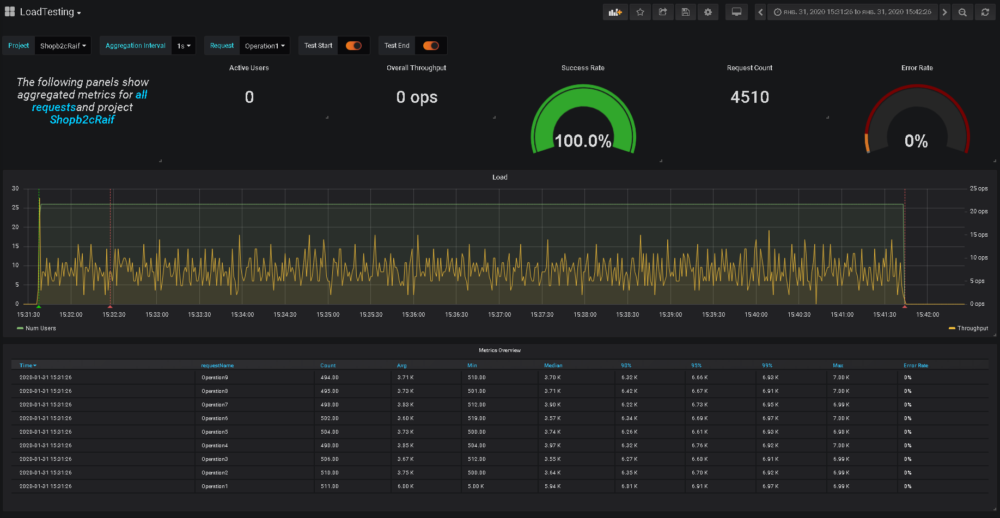 LoadTesting
янв. 31, 2020 15:31:26 to янв. 31, 2020 15:42:26
Project Shopb2cRaif Aggregation Interval 1s Request Operation1 Test Start Test End
The following panels show
aggregated metrics for all
requestsand project
Shopb2cRaif
Active Users
0
Overall Throughput
0 ops
Success Rate
100.0%
Request Count
4510
Error Rate
0%
Load
30
25
20
15
10
5
0
25 ops
20 ops
15 ops
10 ops
5 ops
0 ops
15:31:30 15:32:00 15:32:30 15:33:00 15:33:30 15:34:00 15:34:30 15:35:00 15:35:30 15:36:00 15:36:30 15:37:00 15:37:30 15:38:00 15:38:30 15:39:00 15:39:30 15:40:00 15:40:30 15:41:00 15:41:30 15:42:00
Num Users Throughput
Metrics Overview
Time requestName Count Avg Min Median 90% 95% 99% Max Error Rate
2020-01-31 15:31:26 Operation9 494.00 3.71 K 510.00 3.70 K 6.32 K 6.66 K 6.93 K 7.00 K 0%
2020-01-31 15:31:26 Operation8 495.00 3.73 K 501.00 3.71 K 6.42 K 6.67 K 6.91 K 7.00 K 0%
2020-01-31 15:31:26 Operation7 498.00 3.83 K 512.00 3.90 K 6.22 K 6.73 K 6.95 K 6.99 K 0%
2020-01-31 15:31:26 Operation6 502.00 3.60 K 519.00 3.57 K 6.34 K 6.69 K 6.97 K 7.00 K 0%
2020-01-31 15:31:26 Operation5 504.00 3.73 K 500.00 3.74 K 6.26 K 6.61 K 6.93 K 6.98 K 0%
2020-01-31 15:31:26 Operation4 490.00 3.85 K 504.00 3.97 K 6.32 K 6.76 K 6.92 K 7.00 K 0%
2020-01-31 15:31:26 Operation3 506.00 3.67 K 512.00 3.55 K 6.27 K 6.68 K 6.91 K 6.99 K 0%
2020-01-31 15:31:26 Operation2 510.00 3.75 K 500.00 3.64 K 6.35 K 6.70 K 6.92 K 6.99 K 0%
2020-01-31 15:31:26 Operation1 511.00 6.00 K 5.00 K 5.94 K 6.81 K 6.91 K 6.97 K 6.99 K 0%